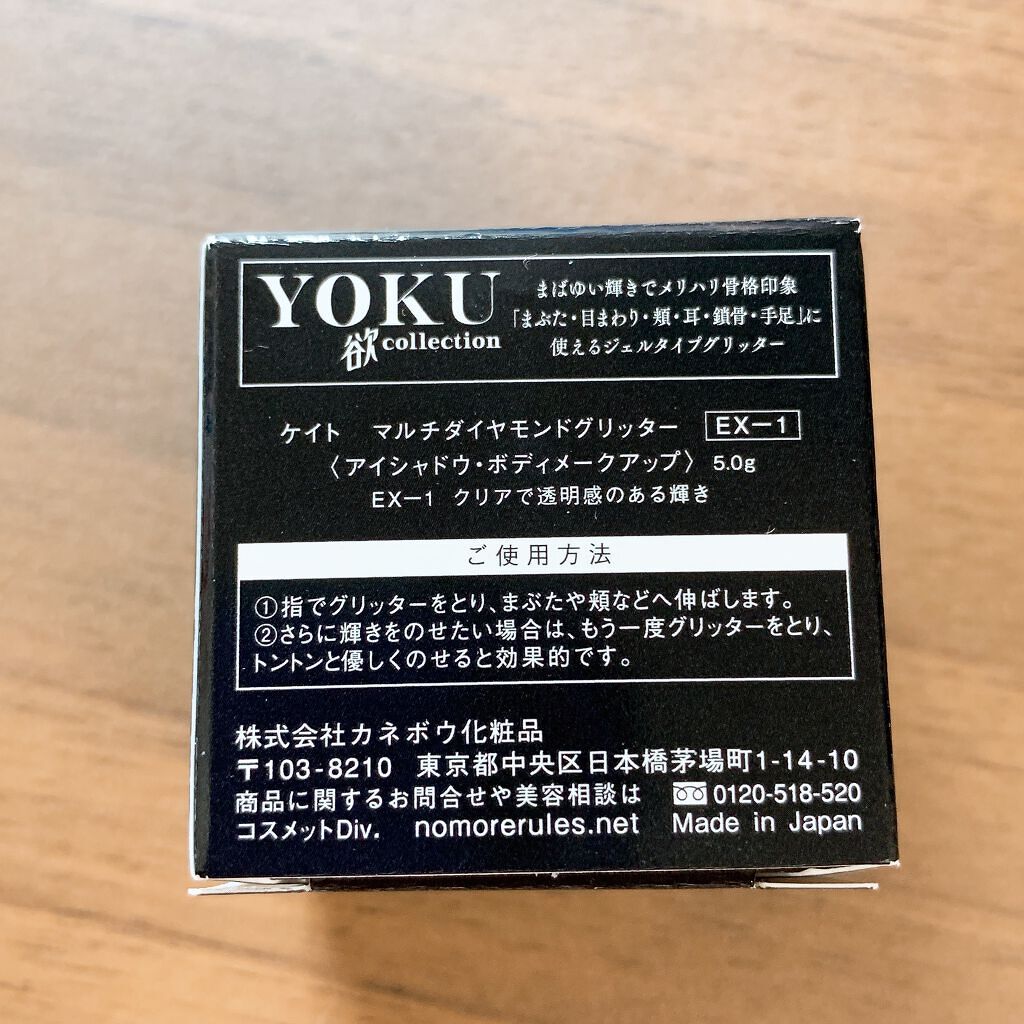 YOKU
欲collection
まばゆい輝きでメリハリ骨格印象
「まぶた・目まわり・頬・耳・鎖骨・手足」に
使えるジェルタイプグリッター
ケイト マルチダイヤモンドグリッター EX-1
〈アイシャドウ・ボディメークアップ〉 5.0g
EX-1 クリアで透明感のある輝き
ご使用方法
①指でグリッターをとり、まぶたや頬などへ伸ばします。
②さらに輝きをのせたい場合は、もう一度グリッターをとり、
トントンと優しくのせると効果的です。
株式会社カネボウ化粧品
〒103-8210 東京都中央区日本橋茅場町1-14-10
商品に関するお問合せや美容相談は 0120-518-520
コスメットDiv. nomorerules.net Made in Japan